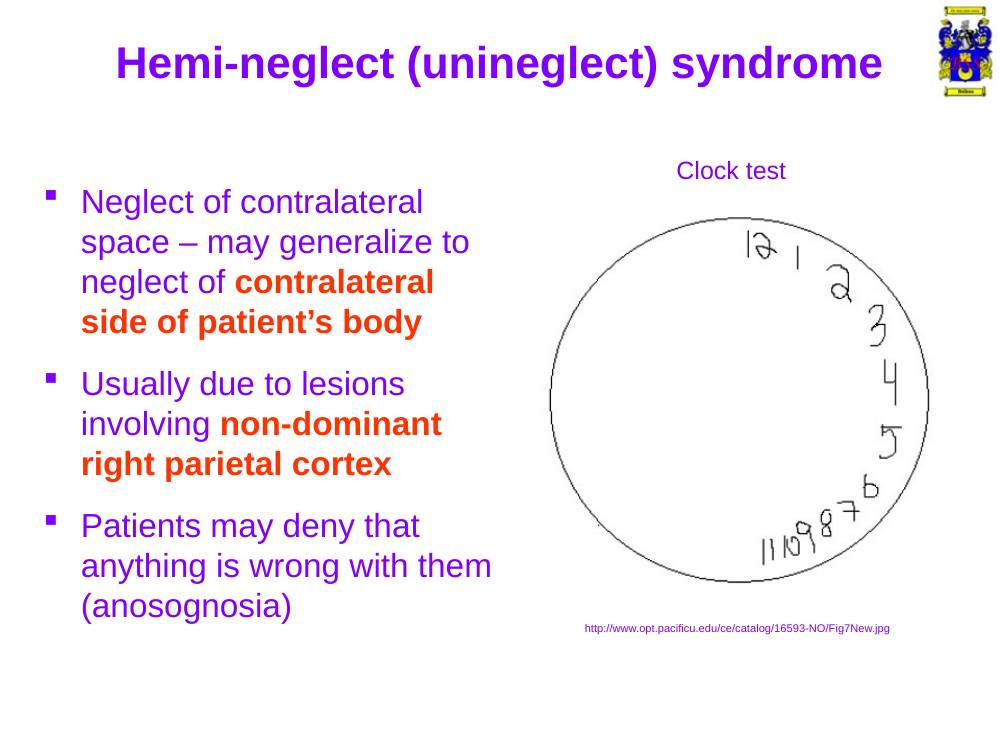 Hemi-neglect (unineglect) syndrome
Neglect of contralateral
space – may generalize to
neglect of contralateral
side of patient’s body
Usually due to lesions
involving non-dominant
right parietal cortex
Patients may deny that
anything is wrong with them
(anosognosia)
Clock test
12
1
2
3
4
5
6
7
8
9
10
11
http://www.opt.pacificu.edu/ce/catalog/16593-NO/Fig7New.jpg